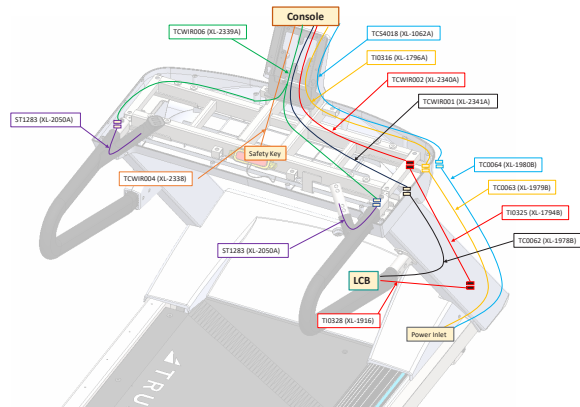 Console
TCWIR006 (XL-2339A)
TCS4018 (XL-1062A)
TI0316 (XL-1796A)
TCWIR002 (XL-2340A)
TCWIR001 (XL-2341A)
ST1283 (XL-2050A)
Safety Key
TC0064 (XL-1980B)
TCWIR004 (XL-2338)
TC0063 (XL-1979B)
TI0325 (XL-1794B)
TC0062 (XL-1978B)
ST1283 (XL-2050A)
LCB
TI0328 (XL-1916)
Power Inlet
TRU